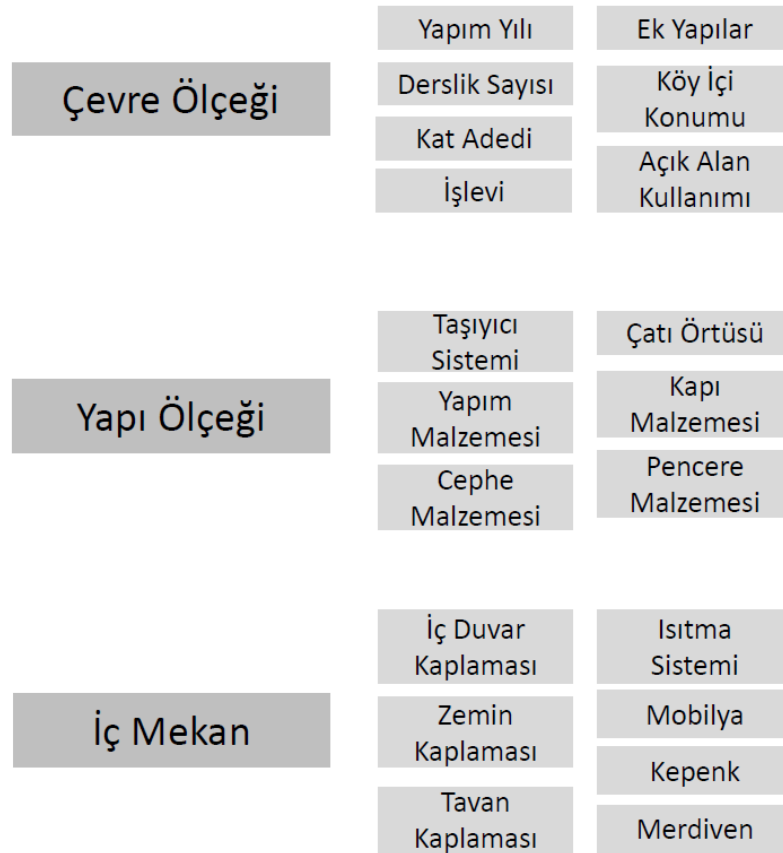 Çevre Ölçeği
Yapım Yılı
Derslik Sayısı
Kat Adedi
İşlevi
Ek Yapılar
Köy İçi
Konumu
Açık Alan
Kullanımı
Yapı Ölçeği
Taşıyıcı
Sistemi
Yapım
Malzemesi
Cephe
Malzemesi
Çatı Örtüsü
Kapı
Malzemesi
Pencere
Malzemesi
İç Mekan
İç Duvar
Kaplaması
Zemin
Kaplaması
Tavan
Kaplaması
Isıtma
Sistemi
Mobilya
Kepenk
Merdiven